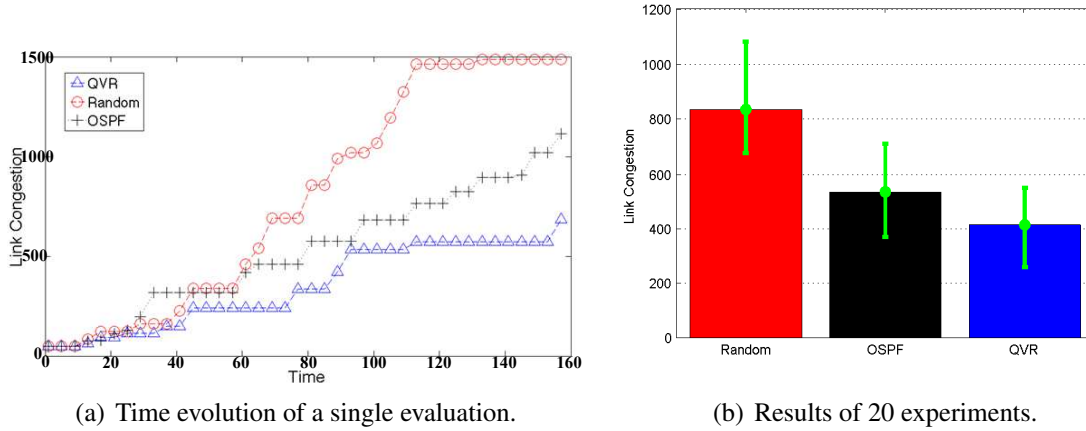 1500
1000
500
0
Link Congestion
QVR
Random
OSPF
0 20 40 60 80 100 120 140 160
Time
(a) Time evolution of a single evaluation.
1200
1000
800
600
400
200
0
Link Congestion
Random OSPF QVR
(b) Results of 20 experiments.